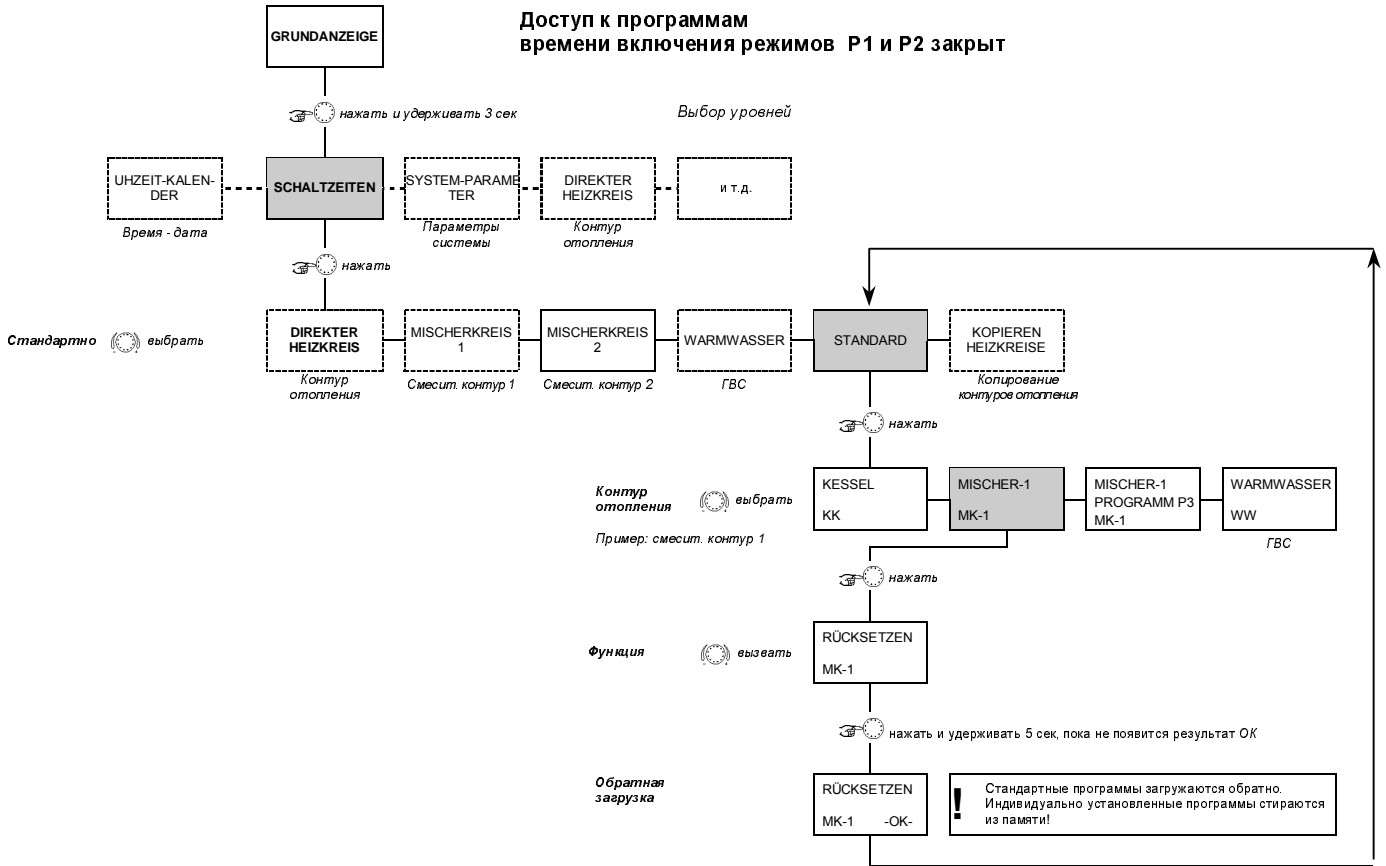 Доступ к программам
времени включения режимов P1 и P2 закрыт
GRUNDANZEIGE
нажать и удерживать 3 сек
Выбор уровней
UHZEIT-KALEN-
DER
SCHALTZEITEN
SYSTEM-PARAME
TER
DIREKTER
HEIZKREIS
и т.д.
Время - дата
Параметры
системы
Контур
отопления
нажать
Стандартно
выбрать
DIREKTER
HEIZKREIS
MISCHERKREIS
1
MISCHERKREIS
2
WARMWASSER
STANDARD
KOPIEREN
HEIZKREISE
Контур
отопления
Смесит. контур 1
Смесит. контур 2
ГВС
Копирование
контуров отопления
нажать
Контур
отопления
выбрать
Пример: смесит. контур 1
KESSEL
KK
MISCHER-1
MK-1
MISCHER-1
PROGRAMM P3
MK-1
WARMWASSER
WW
ГВС
нажать
Функция
вызвать
RÜCKSETZEN
MK-1
нажать и удерживать 5 сек, пока не появится результат ОК
Обратная
загрузка
RÜCKSETZEN
MK-1 -OK-
! Стандартные программы загружаются обратно.
Индивидуально установленные программы стираются
из памяти!